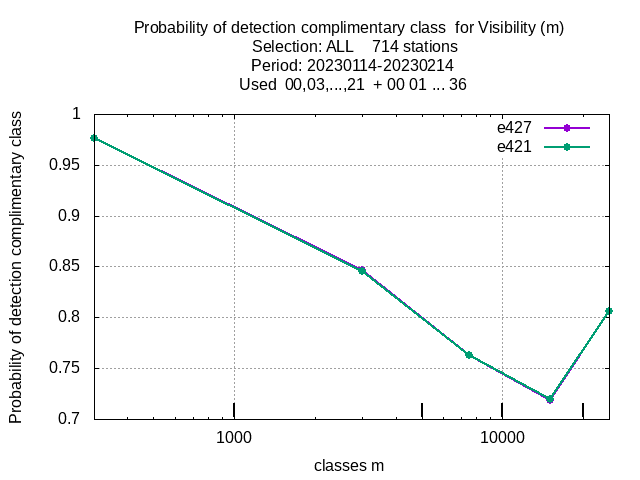 Probability of detection complimentary class  for Visibility (m)
Selection: ALL    714 stations
Period: 20230114-20230214
Used  00,03,...,21  + 00 01 ... 36
Probability of detection complimentary class
1
0.95
0.9
0.85
0.8
0.75
0.7
e427
e421
1000
10000
classes m